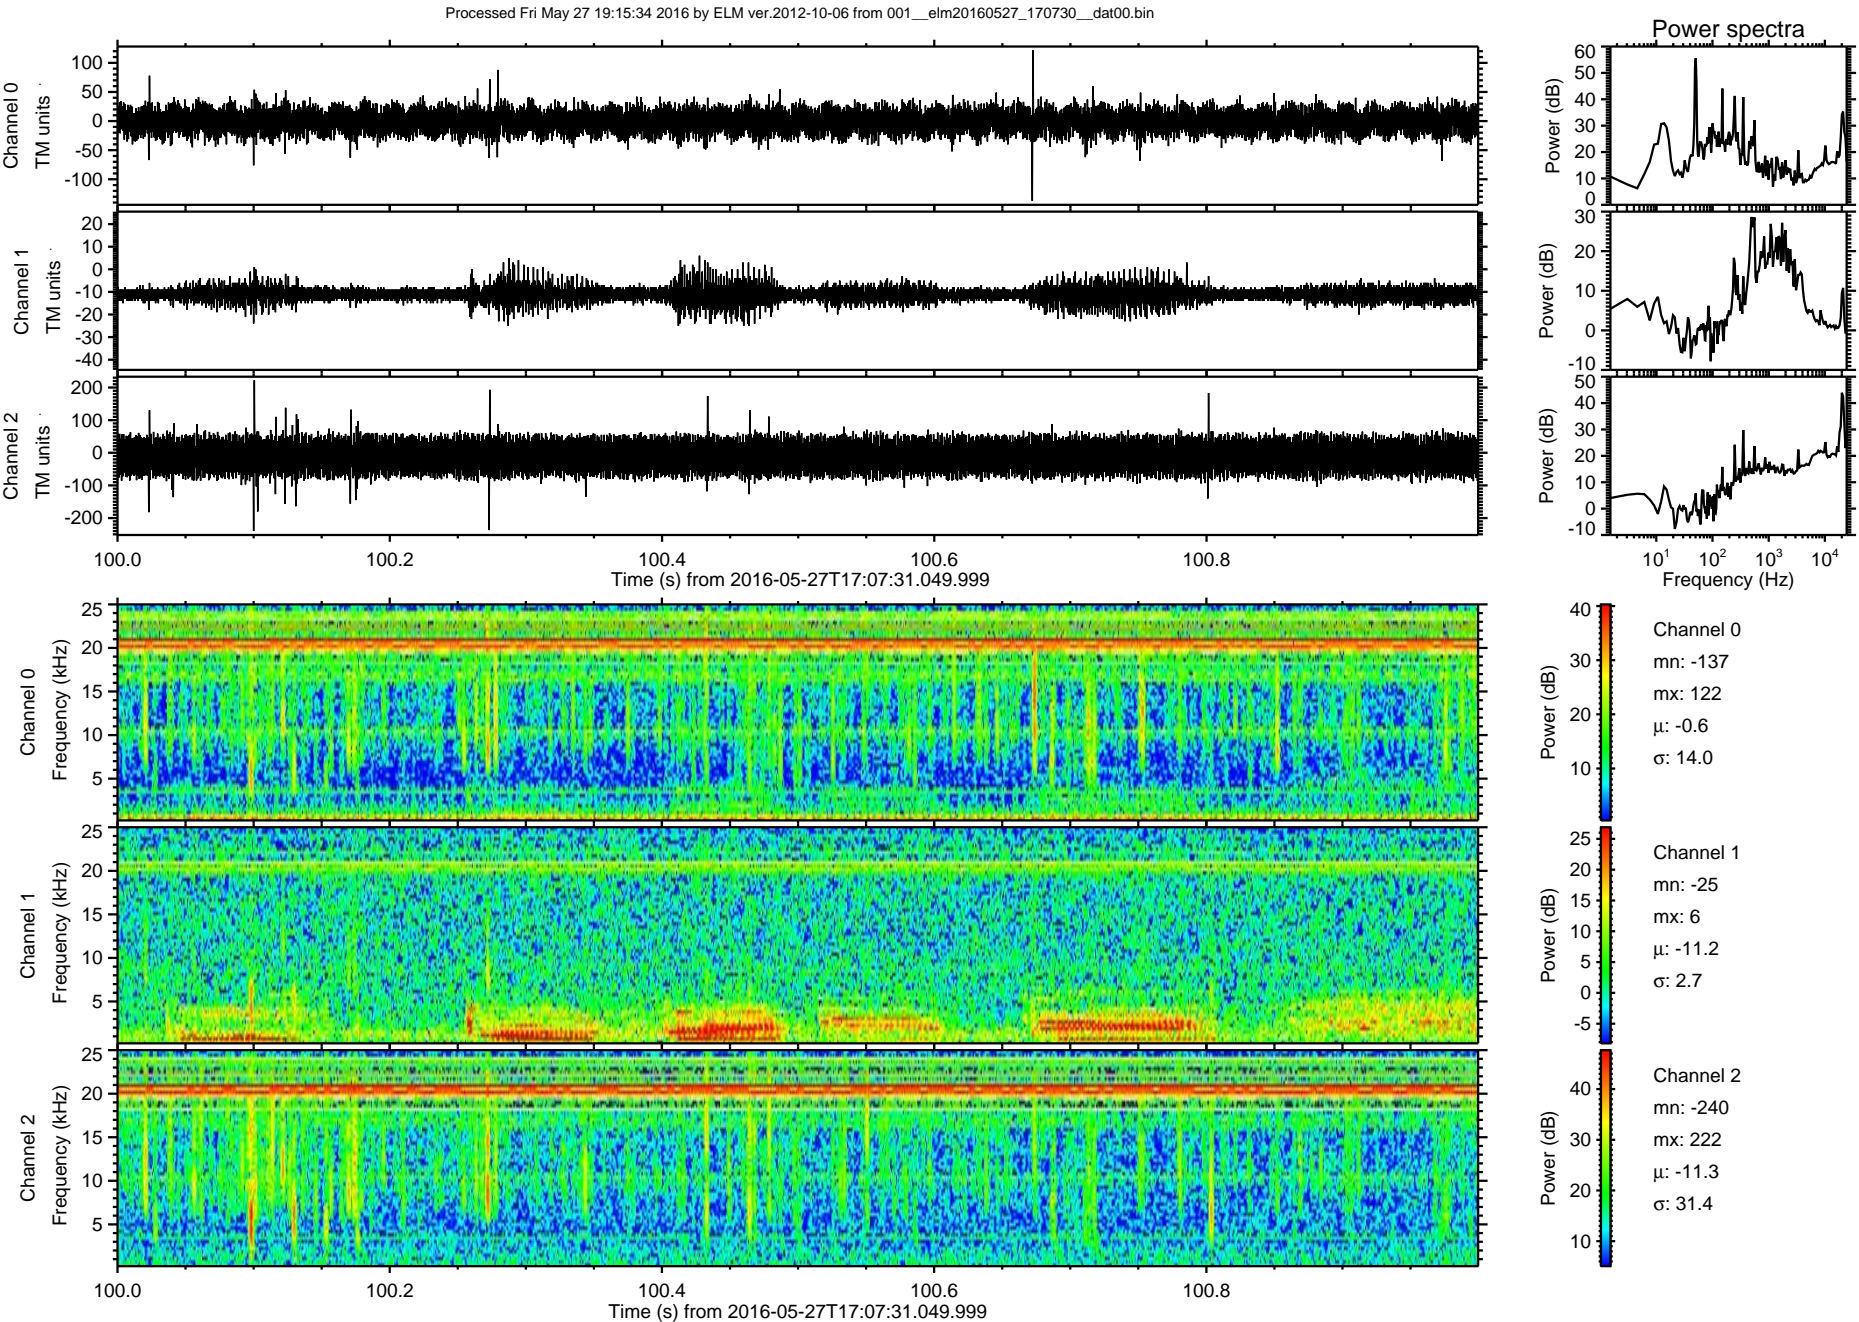 Processed Fri May 27 19:15:34 2016 by ELM ver.2012-10-06 from 001__elm20160527_170730__dat00.bin
Power spectra
Channel 0
TM units
100
50
0
-50
-100
Power (dB)
60
50
40
30
20
10
0
Channel 1
TM units
20
10
0
-10
-20
-30
-40
Power (dB)
30
20
10
0
-10
Channel 2
TM units
200
100
0
-100
-200
Power (dB)
50
40
30
20
10
0
-10
100.0 100.2 100.4 100.6 100.8
Time (s) from 2016-05-27T17:07:31.049.999
10¹ 10² 10³ 10⁴
Frequency (Hz)
Channel 0
Frequency (kHz)
25
20
15
10
5
Power (dB)
40
30
20
10
Channel 0
mn: -137
mx: 122
μ: -0.6
σ: 14.0
Channel 1
Frequency (kHz)
25
20
15
10
5
Power (dB)
25
20
15
10
5
0
-5
Channel 1
mn: -25
mx: 6
μ: -11.2
σ: 2.7
Channel 2
Frequency (kHz)
25
20
15
10
5
Power (dB)
40
30
20
10
Channel 2
mn: -240
mx: 222
μ: -11.3
σ: 31.4
100.0 100.2 100.4 100.6 100.8
Time (s) from 2016-05-27T17:07:31.049.999